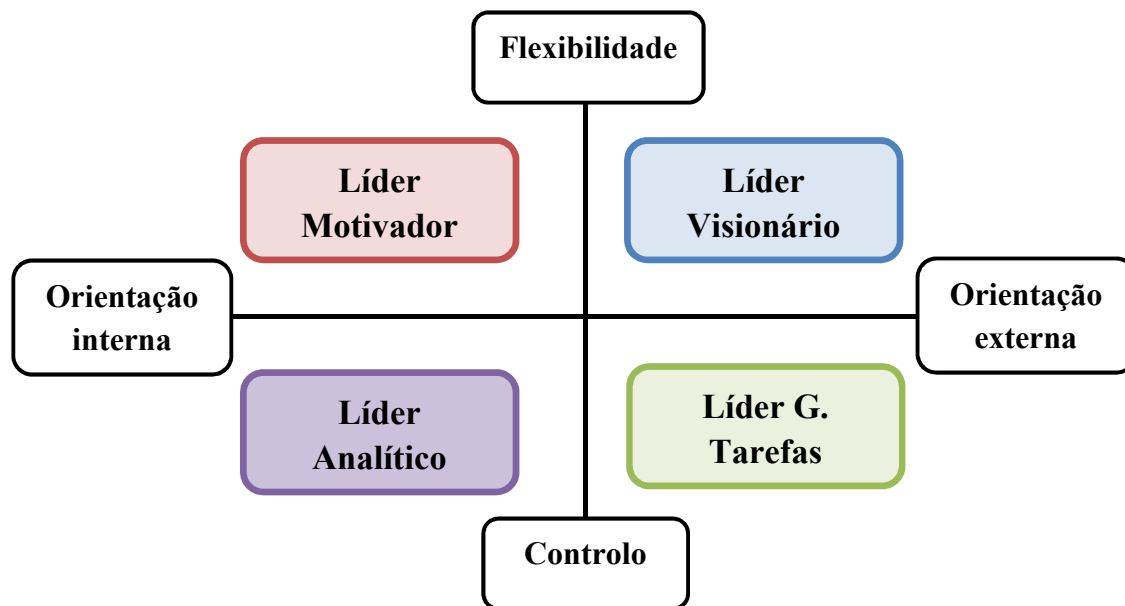 Flexibilidade
Líder
Motivador
Líder
Visionário
Orientação
interna
Orientação
externa
Líder
Analítico
Líder G.
Tarefas
Controlo